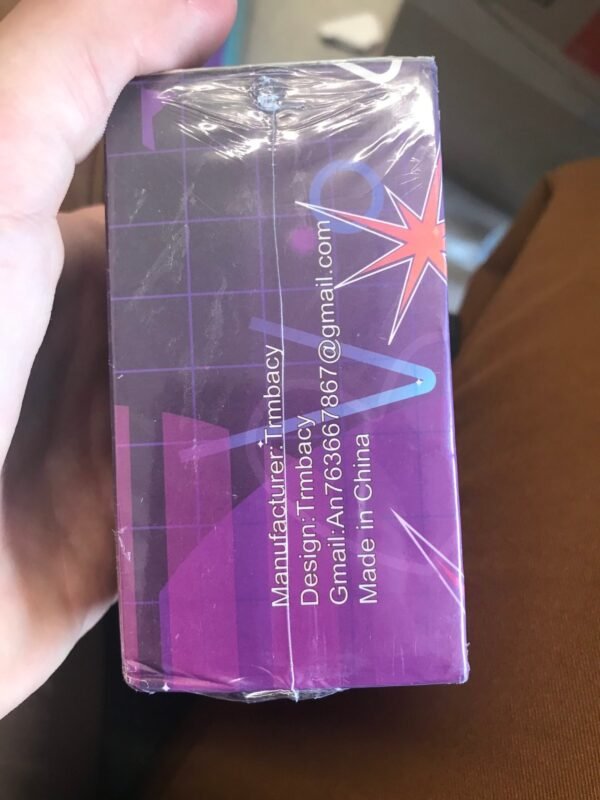 Manufacturer:Trmbacy
Design:Trmbacy
Gmail:An763667867@gmail.com
Made in China